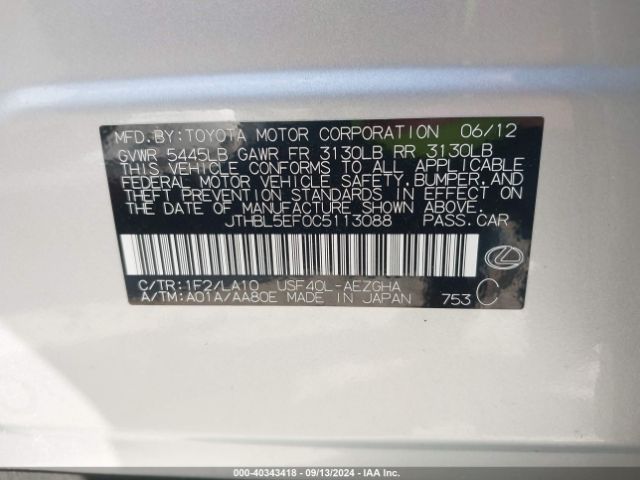 MFD.BY:TOYOTA MOTOR CORPORATION 06/12
GVWR 5445LB GAWR FR 3130LB RR 3130LB
THIS VEHICLE CONFORMS TO ALL APPLICABLE
FEDERAL MOTOR VEHICLE SAFETY,BUMPER,AND
THEFT PREVENTION STANDARDS IN EFFECT ON
THE DATE OF MANUFACTURE SHOWN ABOVE.
JTHBL5EF0C5113088 PASS.CAR
C/TR:1F2/LA10 USF40L-AEZGHA
A/TM:A01A/AA80E MADE IN JAPAN 753 C
000-40343418 - 09/13/2024 - IAA Inc.